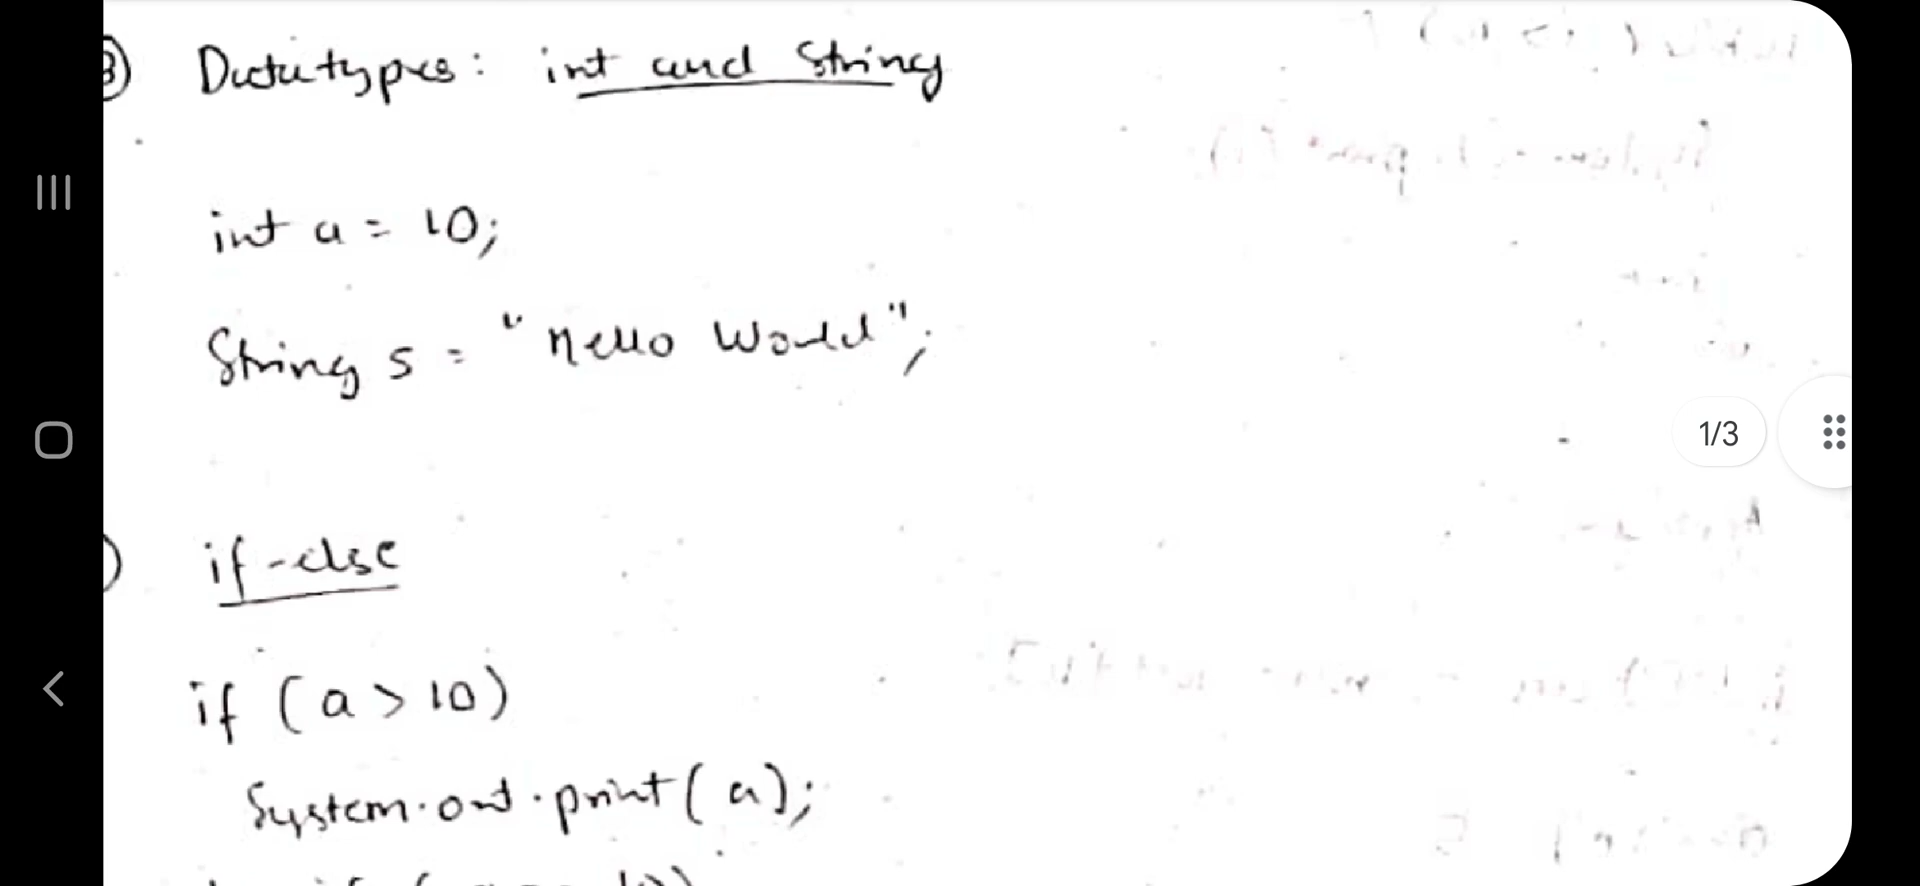 3) Datatypes: int and String
int a = 10;
String s = "Hello World";
1/3
if-else
if (a > 10)
System.out.print(a);